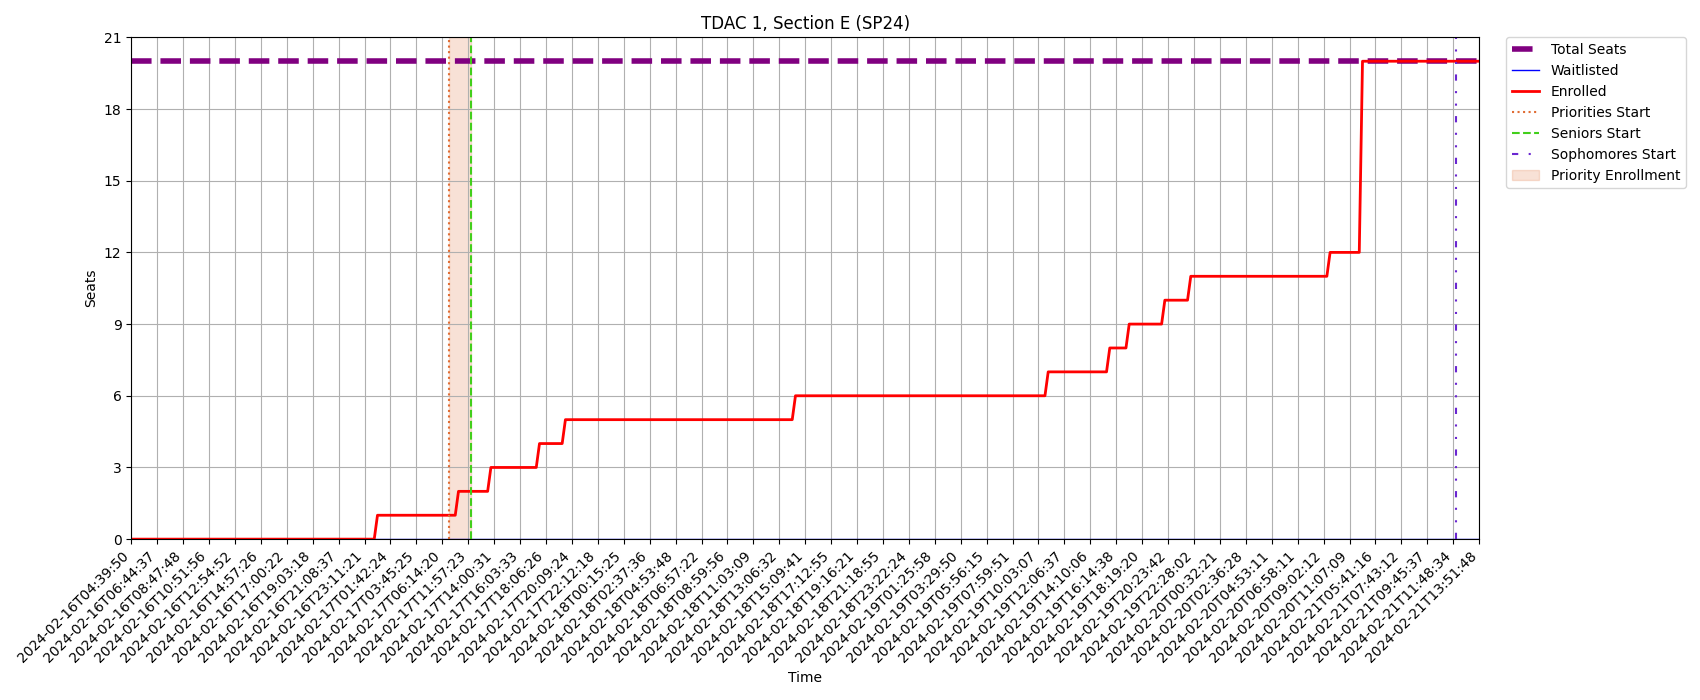 TDAC 1, Section E (SP24)
21
18
15
12
9
6
3
0
Seats
2024-02-16T04:39:50
2024-02-16T06:44:37
2024-02-16T08:47:48
2024-02-16T10:51:56
2024-02-16T12:54:52
2024-02-16T14:57:26
2024-02-16T17:00:22
2024-02-16T19:03:18
2024-02-16T21:08:37
2024-02-16T23:11:21
2024-02-17T01:42:24
2024-02-17T03:45:25
2024-02-17T06:14:20
2024-02-17T11:57:23
2024-02-17T14:00:31
2024-02-17T16:03:33
2024-02-17T18:06:26
2024-02-17T20:09:24
2024-02-17T22:12:18
2024-02-18T00:15:25
2024-02-18T02:37:36
2024-02-18T04:53:48
2024-02-18T06:57:22
2024-02-18T08:59:56
2024-02-18T11:03:09
2024-02-18T13:06:32
2024-02-18T15:09:41
2024-02-18T17:12:55
2024-02-18T19:16:21
2024-02-18T21:18:55
2024-02-18T23:22:24
2024-02-19T01:25:58
2024-02-19T03:29:50
2024-02-19T05:56:15
2024-02-19T07:59:51
2024-02-19T10:03:07
2024-02-19T12:06:37
2024-02-19T14:10:06
2024-02-19T16:14:38
2024-02-19T18:19:20
2024-02-19T20:23:42
2024-02-19T22:28:02
2024-02-20T00:32:21
2024-02-20T02:36:28
2024-02-20T04:53:11
2024-02-20T06:58:11
2024-02-20T09:02:12
2024-02-20T11:07:09
2024-02-21T05:41:16
2024-02-21T07:43:12
2024-02-21T09:45:37
2024-02-21T11:48:34
2024-02-21T13:51:48
Time
Total Seats
Waitlisted
Enrolled
Priorities Start
Seniors Start
Sophomores Start
Priority Enrollment